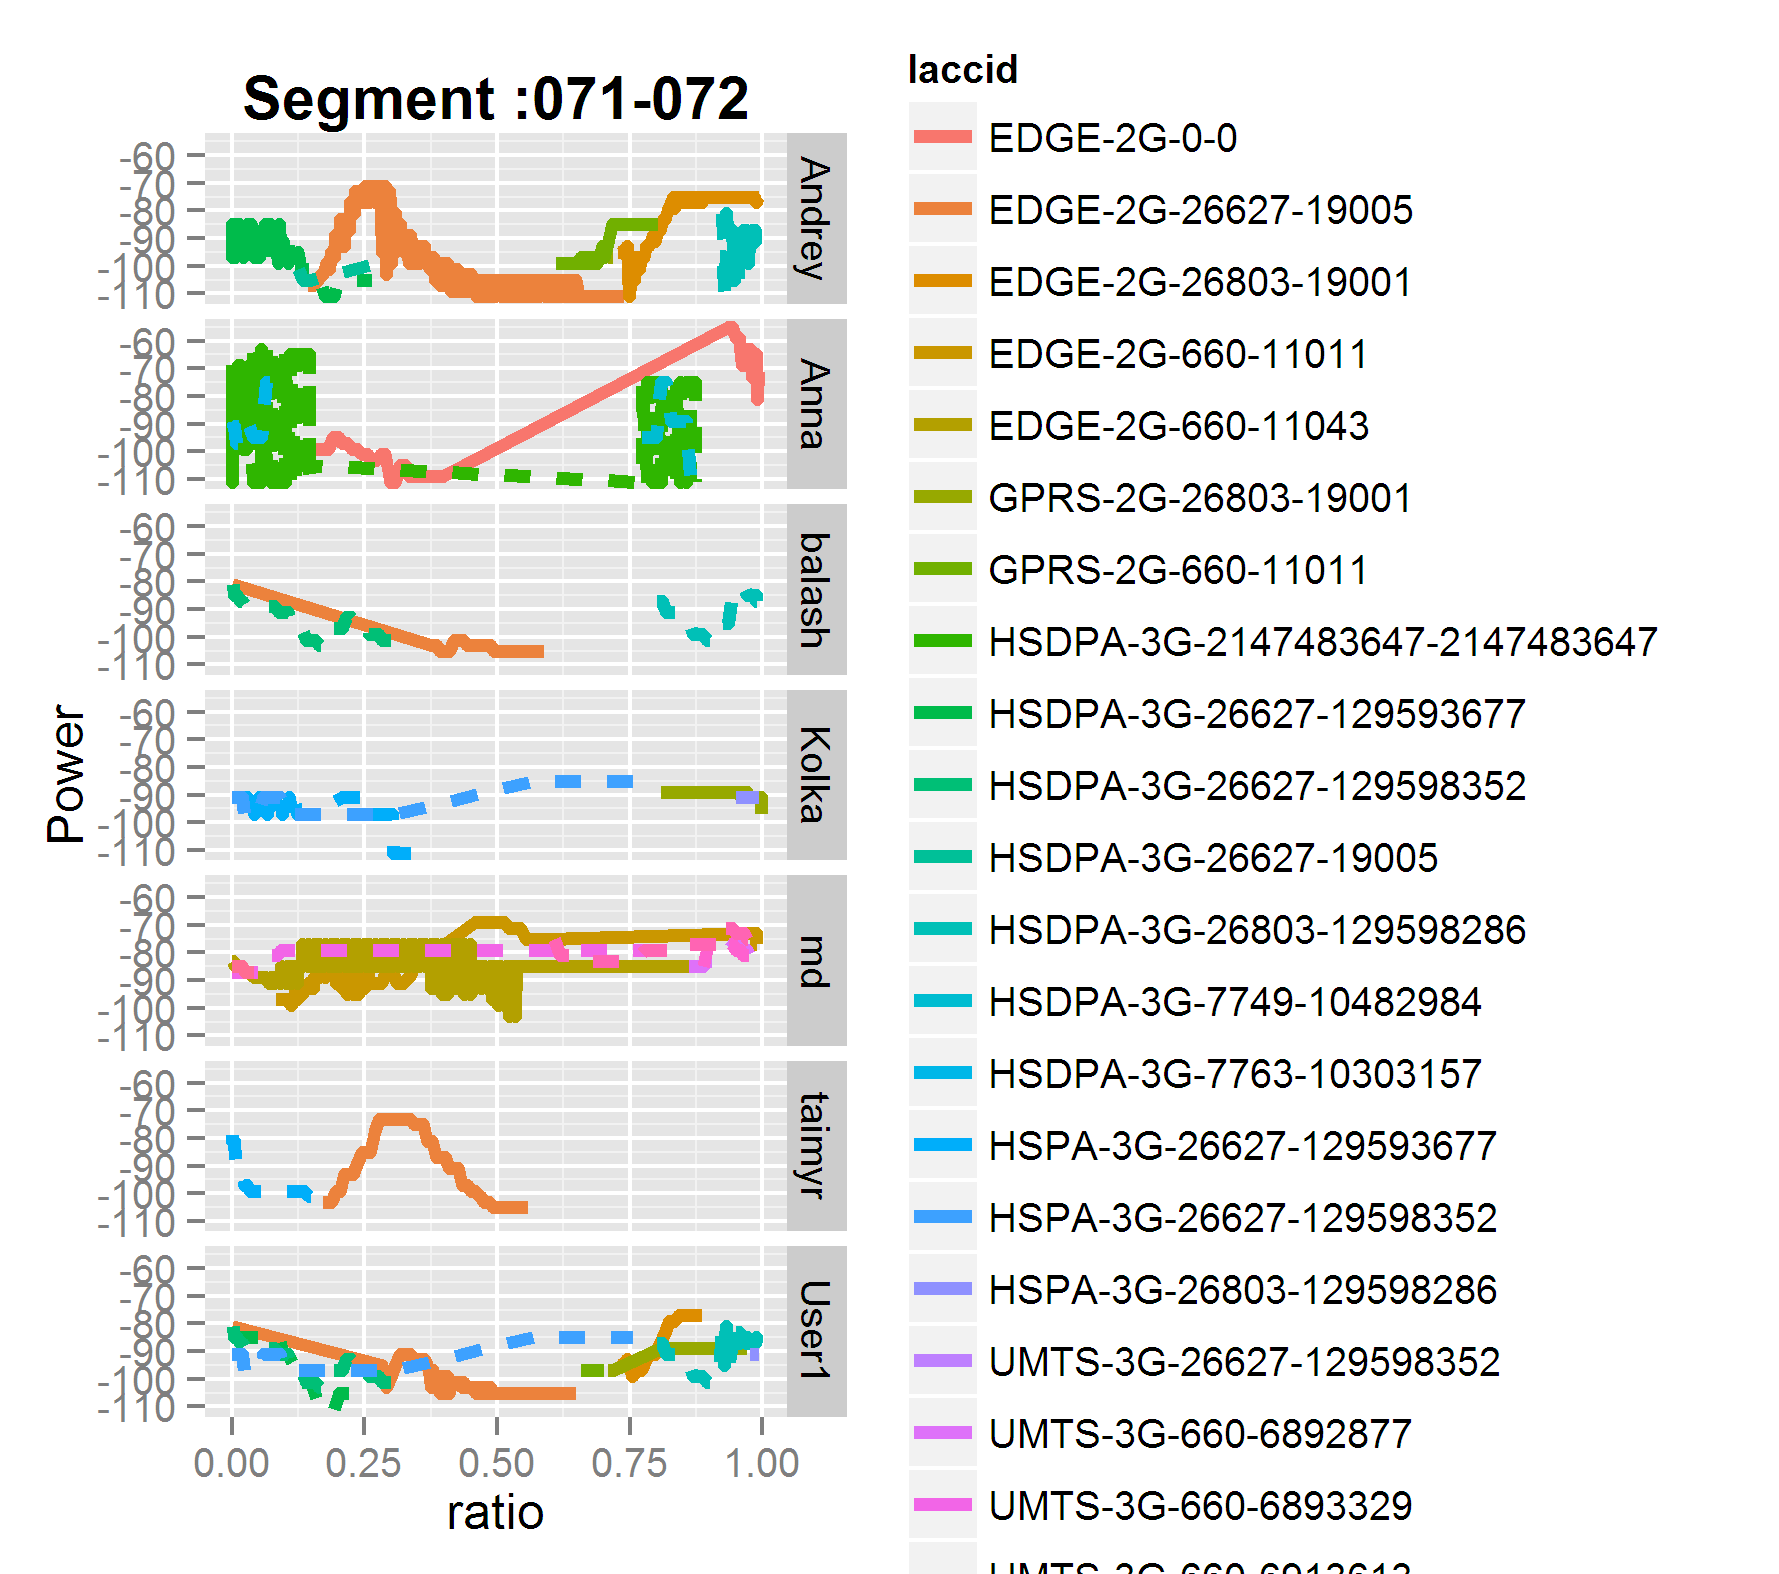 Segment :071-072
Power
-60
-70
-80
-90
-100
-110
Andrey
-60
-70
-80
-90
-100
-110
Anna
-60
-70
-80
-90
-100
-110
balash
-60
-70
-80
-90
-100
-110
Kolka
-60
-70
-80
-90
-100
-110
md
-60
-70
-80
-90
-100
-110
taimyr
-60
-70
-80
-90
-100
-110
User1
0.00 0.25 0.50 0.75 1.00
ratio
laccid
EDGE-2G-0-0
EDGE-2G-26627-19005
EDGE-2G-26803-19001
EDGE-2G-660-11011
EDGE-2G-660-11043
GPRS-2G-26803-19001
GPRS-2G-660-11011
HSDPA-3G-2147483647-2147483647
HSDPA-3G-26627-129593677
HSDPA-3G-26627-129598352
HSDPA-3G-26627-19005
HSDPA-3G-26803-129598286
HSDPA-3G-7749-10482984
HSDPA-3G-7763-10303157
HSPA-3G-26627-129593677
HSPA-3G-26627-129598352
HSPA-3G-26803-129598286
UMTS-3G-26627-129598352
UMTS-3G-660-6892877
UMTS-3G-660-6893329